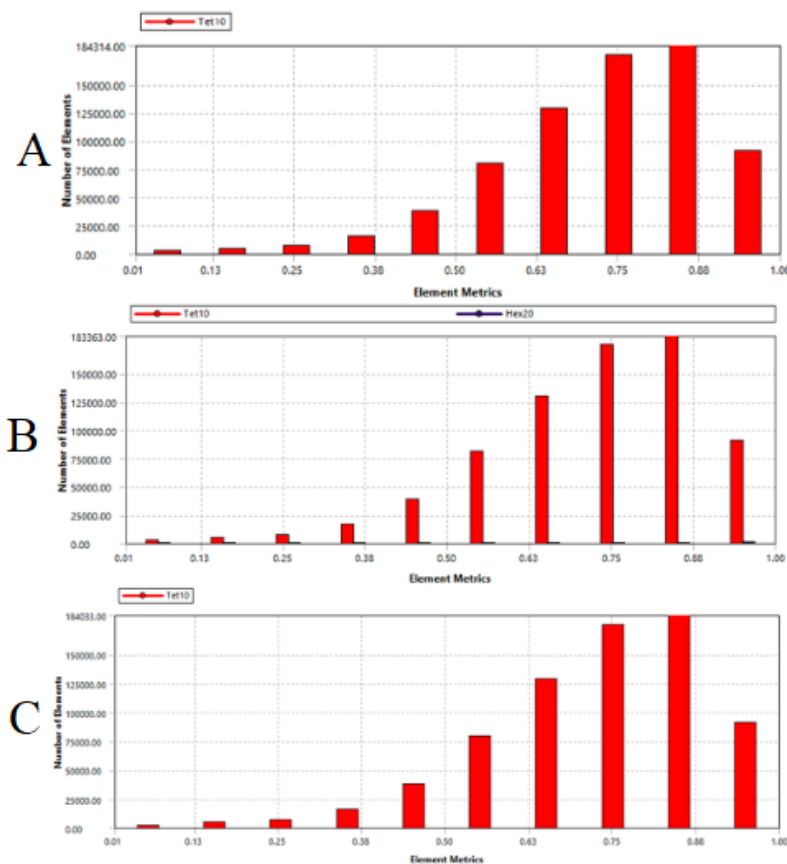 Tet10
184314.00
150000.00
125000.00
100000.00
75000.00
50000.00
25000.00
0.00
Number of Elements
A
0.01 0.13 0.25 0.38 0.50 0.63 0.75 0.88 1.00
Element Metrics
Tet10 Hex20
183363.00
150000.00
125000.00
100000.00
75000.00
50000.00
25000.00
0.00
Number of Elements
B
0.01 0.13 0.25 0.38 0.50 0.63 0.75 0.88 1.00
Element Metrics
Tet10
184033.00
150000.00
125000.00
100000.00
75000.00
50000.00
25000.00
0.00
Number of Elements
C
0.01 0.13 0.25 0.38 0.50 0.63 0.75 0.88 1.00
Element Metrics